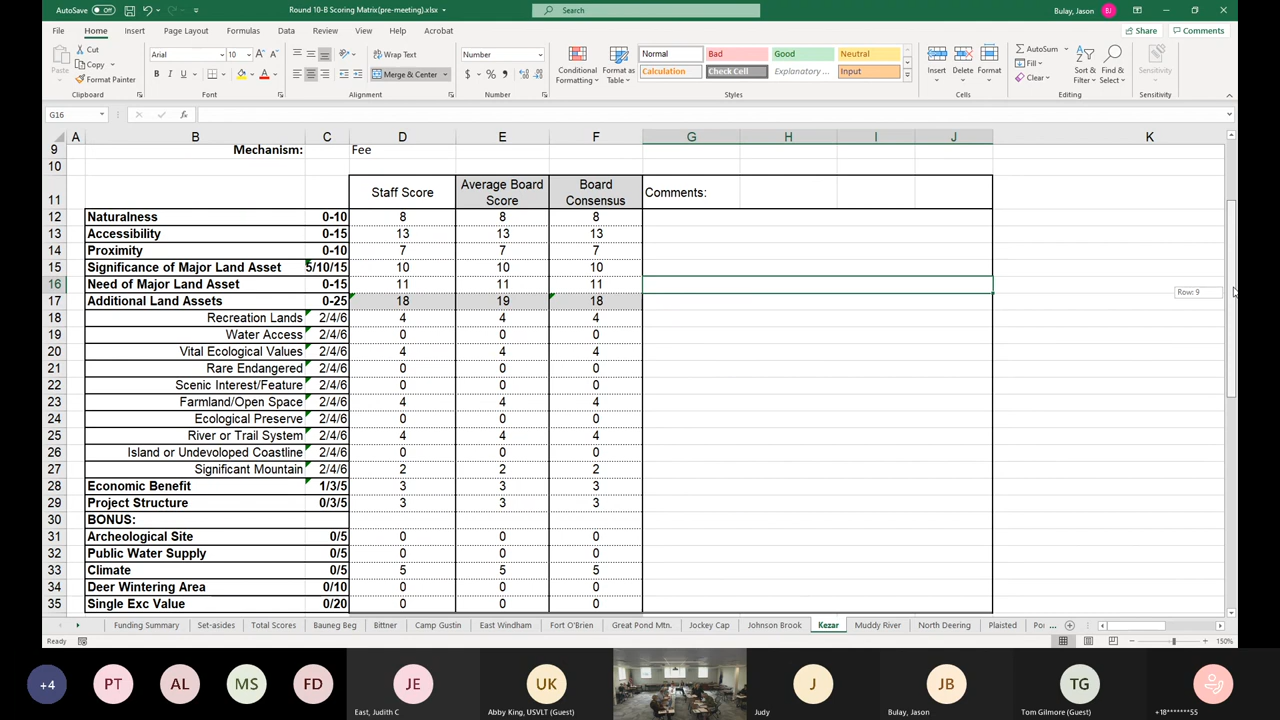 AutoSave Off Round 10-B Scoring Matrix(pre-meeting).xlsx Search Bulay, Jason BJ
File Home Insert Draw Page Layout Formulas Data Review View Help Acrobat Share Comments
Paste Cut Copy Format Painter Arial 10 Wrap Text Merge & Center Number Conditional Formatting Format as Table Normal Bad Good Neutral Calculation Check Cell Explanatory ... Input Insert Delete Format AutoSum Fill Clear Sort & Filter Find & Select Sensitivity
Clipboard Font Alignment Number Styles Cells Editing Sensitivity
G16 fx
A B C D E F G H I J K
9 Mechanism: Fee
10
11 Staff Score Average Board Score Board Consensus Comments:
12 Naturalness 0-10 8 8 8
13 Accessibility 0-15 13 13 13
14 Proximity 0-10 7 7 7
15 Significance of Major Land Asset 5/10/15 10 10 10
16 Need of Major Land Asset 0-15 11 11 11
Row: 9
17 Additional Land Assets 0-25 18 19 18
18 Recreation Lands 2/4/6 4 4 4
19 Water Access 2/4/6 0 0 0
20 Vital Ecological Values 2/4/6 4 4 4
21 Rare Endangered 2/4/6 0 0 0
22 Scenic Interest/Feature 2/4/6 0 0 0
23 Farmland/Open Space 2/4/6 4 4 4
24 Ecological Preserve 2/4/6 0 0 0
25 River or Trail System 2/4/6 4 4 4
26 Island or Undevoloped Coastline 2/4/6 0 0 0
27 Significant Mountain 2/4/6 2 2 2
28 Economic Benefit 1/3/5 3 3 3
29 Project Structure 0/3/5 3 3 3
30 BONUS:
31 Archeological Site 0/5 0 0 0
32 Public Water Supply 0/5 0 0 0
33 Climate 0/5 5 5 5
34 Deer Wintering Area 0/10 0 0 0
35 Single Exc Value 0/20 0 0 0
... Funding Summary Set-asides Total Scores Bauneg Beg Bittner Camp Gustin East Windham Fort O'Brien Great Pond Mtn. Jockey Cap Johnson Brook Kezar Muddy River North Deering Plaisted ...
Ready 150%
+4 PT AL MS FD JE UK J JB TG
East, Judith C Abby King, USVLT (Guest) Judy Bulay, Jason Tom Gilmore (Guest) +18******55